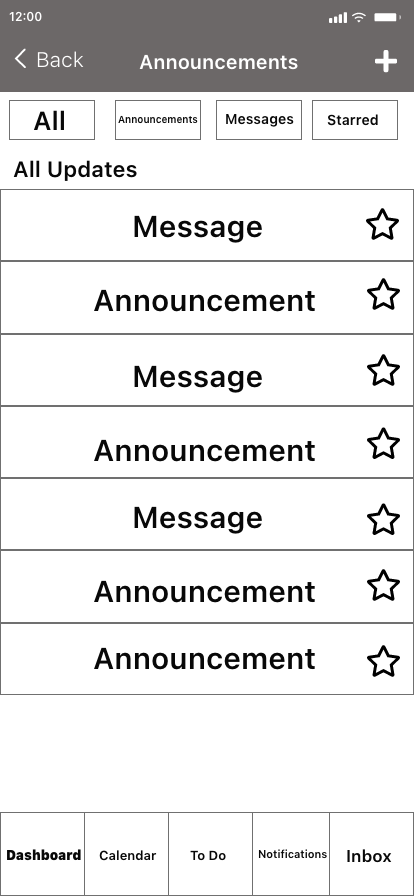 12:00
Back
Announcements
All
Announcements
Messages
Starred
All Updates
Message
Announcement
Message
Announcement
Message
Announcement
Announcement
Dashboard
Calendar
To Do
Notifications
Inbox